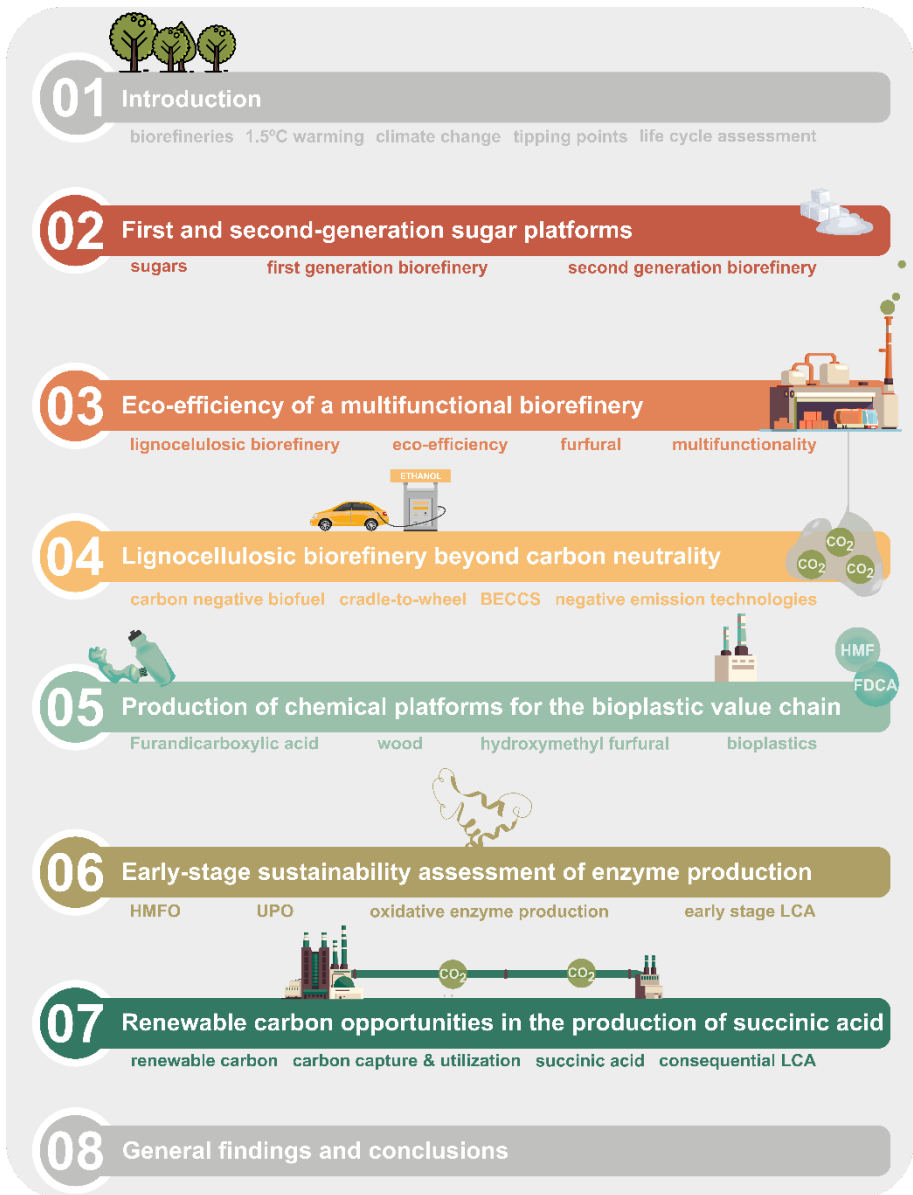 01 Introduction
biorefineries 1.5ºC warming climate change tipping points life cycle assessment
02 First and second-generation sugar platforms
sugars first generation biorefinery second generation biorefinery
03 Eco-efficiency of a multifunctional biorefinery
lignocelulosic biorefinery eco-efficiency furfural multifunctionality
ETHANOL
04 Lignocellulosic biorefinery beyond carbon neutrality
CO2
CO2 CO2
carbon negative biofuel cradle-to-wheel BECCS negative emission technologies
HMF
FDCA
05 Production of chemical platforms for the bioplastic value chain
Furandicarboxylic acid wood hydroxymethyl furfural bioplastics
06 Early-stage sustainability assessment of enzyme production
HMFO UPO oxidative enzyme production early stage LCA
CO2 CO2
07 Renewable carbon opportunities in the production of succinic acid
renewable carbon carbon capture & utilization succinic acid consequential LCA
08 General findings and conclusions